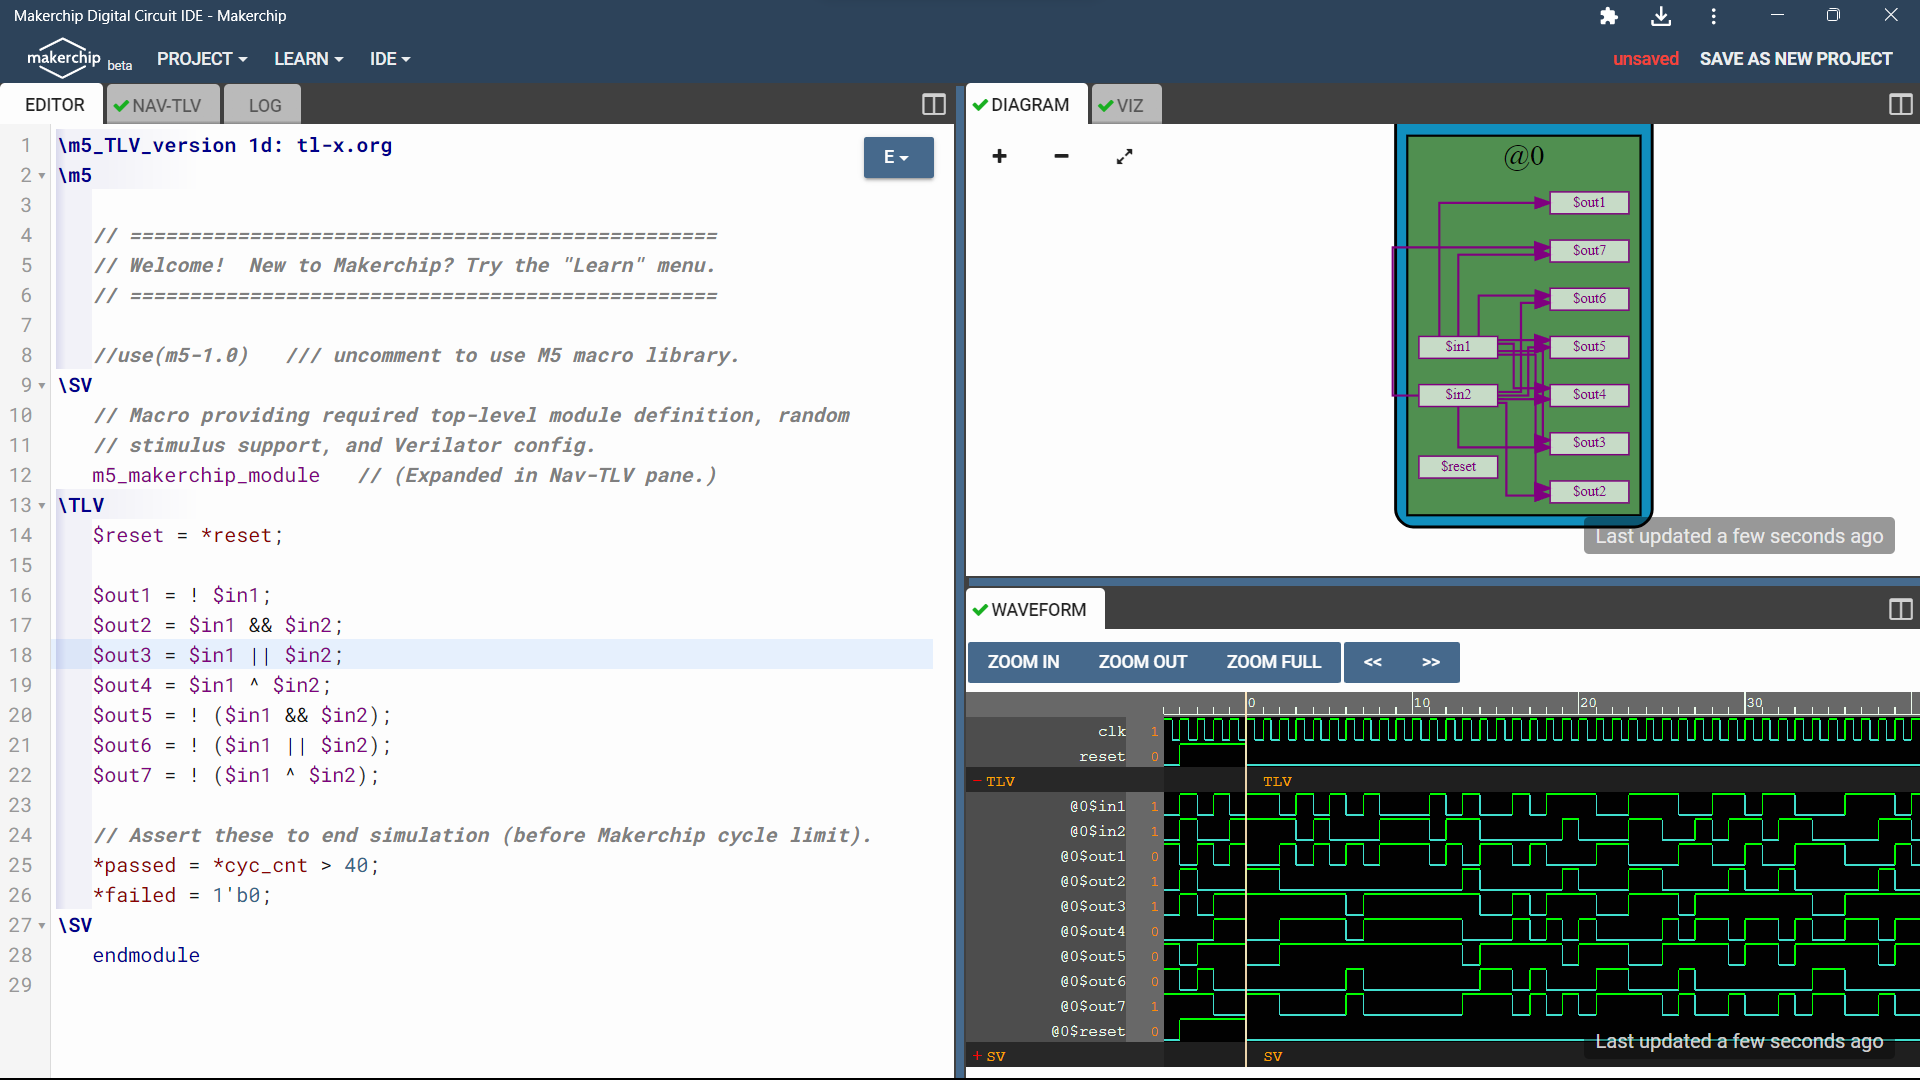 Makerchip Digital Circuit IDE - Makerchip
makerchip beta PROJECT LEARN IDE unsaved SAVE AS NEW PROJECT
EDITOR NAV-TLV LOG
1 \m5_TLV_version 1d: tl-x.org
2 \m5
3
4 // =================================================
5 // Welcome!  New to Makerchip? Try the "Learn" menu.
6 // =================================================
7
8 //use(m5-1.0)   /// uncomment to use M5 macro library.
9 \SV
10 // Macro providing required top-level module definition, random
11 // stimulus support, and Verilator config.
12 m5_makerchip_module   // (Expanded in Nav-TLV pane.)
13 \TLV
14 $reset = *reset;
15
16 $out1 = ! $in1;
17 $out2 = $in1 && $in2;
18 $out3 = $in1 || $in2;
19 $out4 = $in1 ^ $in2;
20 $out5 = ! ($in1 && $in2);
21 $out6 = ! ($in1 || $in2);
22 $out7 = ! ($in1 ^ $in2);
23
24 // Assert these to end simulation (before Makerchip cycle limit).
25 *passed = *cyc_cnt > 40;
26 *failed = 1'b0;
27 \SV
28 endmodule
29
E
DIAGRAM VIZ
@0
$out1
$out7
$out6
$in1 $out5
$in2 $out4
$out3
$reset
$out2
Last updated a few seconds ago
WAVEFORM
ZOOM IN ZOOM OUT ZOOM FULL << >>
0 10 20 30
clk 1
reset 0
- TLV TLV
@0$in1 1
@0$in2 1
@0$out1 0
@0$out2 1
@0$out3 1
@0$out4 0
@0$out5 0
@0$out6 0
@0$out7 1
@0$reset 0
+ SV SV
Last updated a few seconds ago